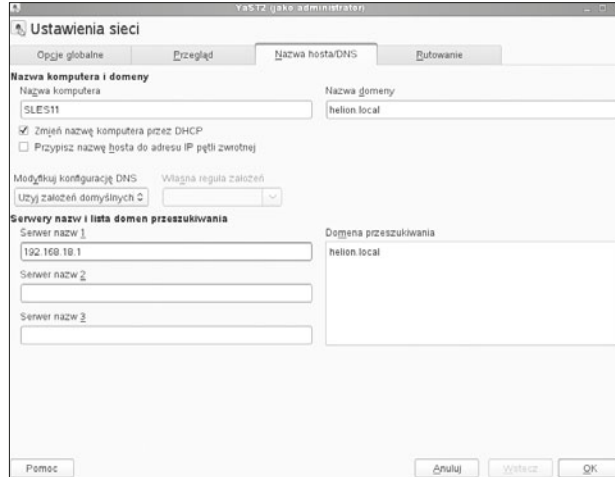 YaST2 (jako administrator)
Ustawienia sieci
Opcje globalne
Przegląd
Nazwa hosta/DNS
Rutowanie
Nazwa komputera i domeny
Nazwa komputera
Nazwa domeny
SLES11
helion.local
Zmień nazwę komputera przez DHCP
Przypisz nazwę hosta do adresu IP pętli zwrotnej
Modyfikuj konfigurację DNS
Własna reguła założeń
Użyj założeń domyślnych
Serwery nazw i lista domen przeszukiwania
Serwer nazw 1
Domena przeszukiwania
192.168.18.1
helion.local
Serwer nazw 2
Serwer nazw 3
Pomoc
Anuluj
Wstecz
OK